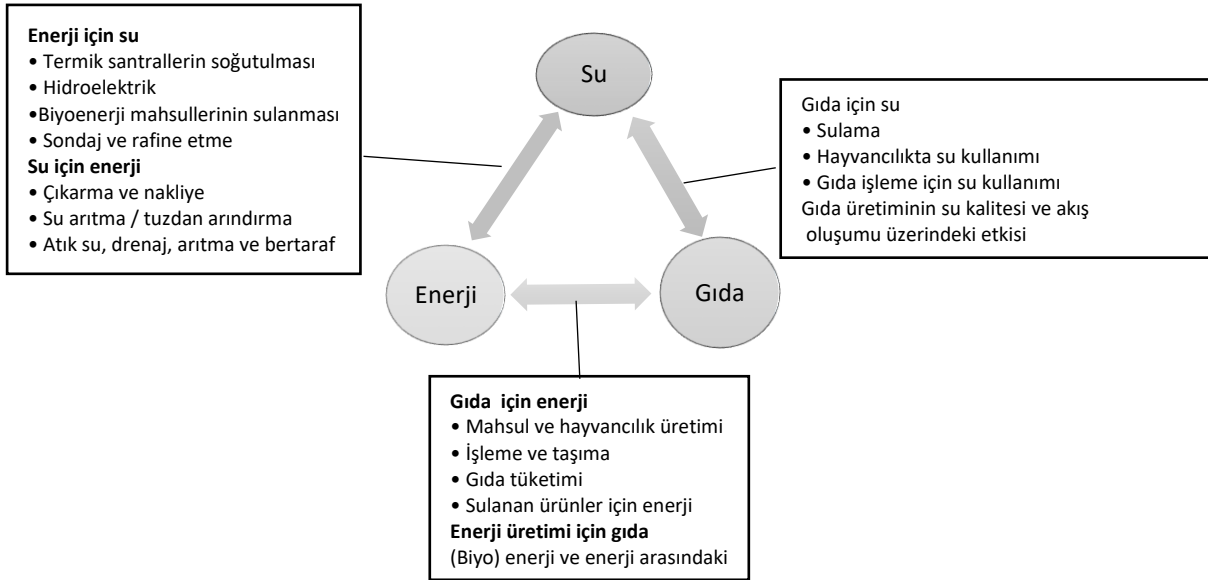 Enerji için su
• Termik santrallerin soğutulması
• Hidroelektrik
•Biyoenerji mahsullerinin sulanması
• Sondaj ve rafine etme
Su için enerji
• Çıkarma ve nakliye
• Su arıtma / tuzdan arındırma
• Atık su, drenaj, arıtma ve bertaraf
Su
Gıda için su
• Sulama
• Hayvancılıkta su kullanımı
• Gıda işleme için su kullanımı
Gıda üretiminin su kalitesi ve akış
oluşumu üzerindeki etkisi
Enerji
Gıda
Gıda için enerji
• Mahsul ve hayvancılık üretimi
• İşleme ve taşıma
• Gıda tüketimi
• Sulanan ürünler için enerji
Enerji üretimi için gıda
(Biyo) enerji ve enerji arasındaki